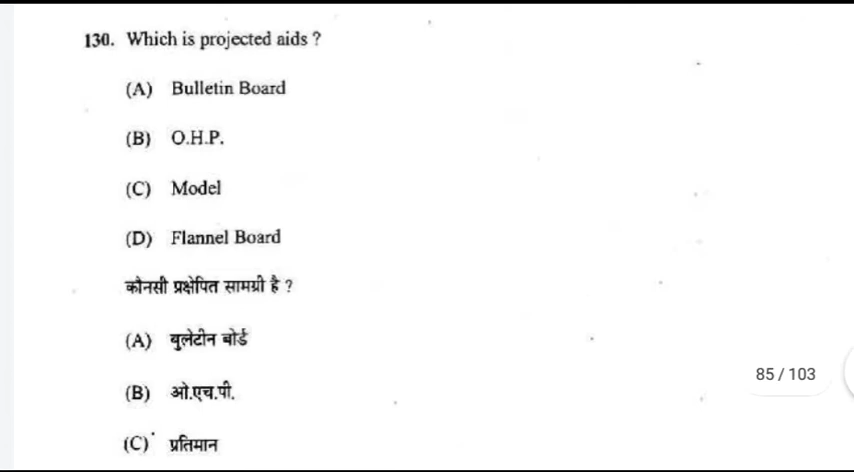 130. Which is projected aids ?
(A) Bulletin Board
(B) O.H.P.
(C) Model
(D) Flannel Board
कौनसी प्रक्षेपित सामग्री है ?
(A) बुलेटीन बोर्ड
(B) ओ.एच.पी.
85 / 103
(C) प्रतिमान